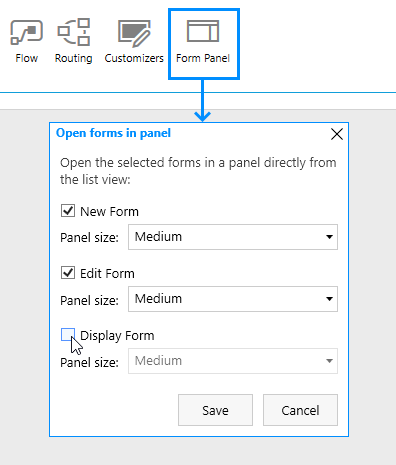 Flow Routing Customizers Form Panel
Open forms in panel
Open the selected forms in a panel directly from
the list view:
New Form
Panel size: Medium
Edit Form
Panel size: Medium
Display Form
Panel size: Medium
Save Cancel